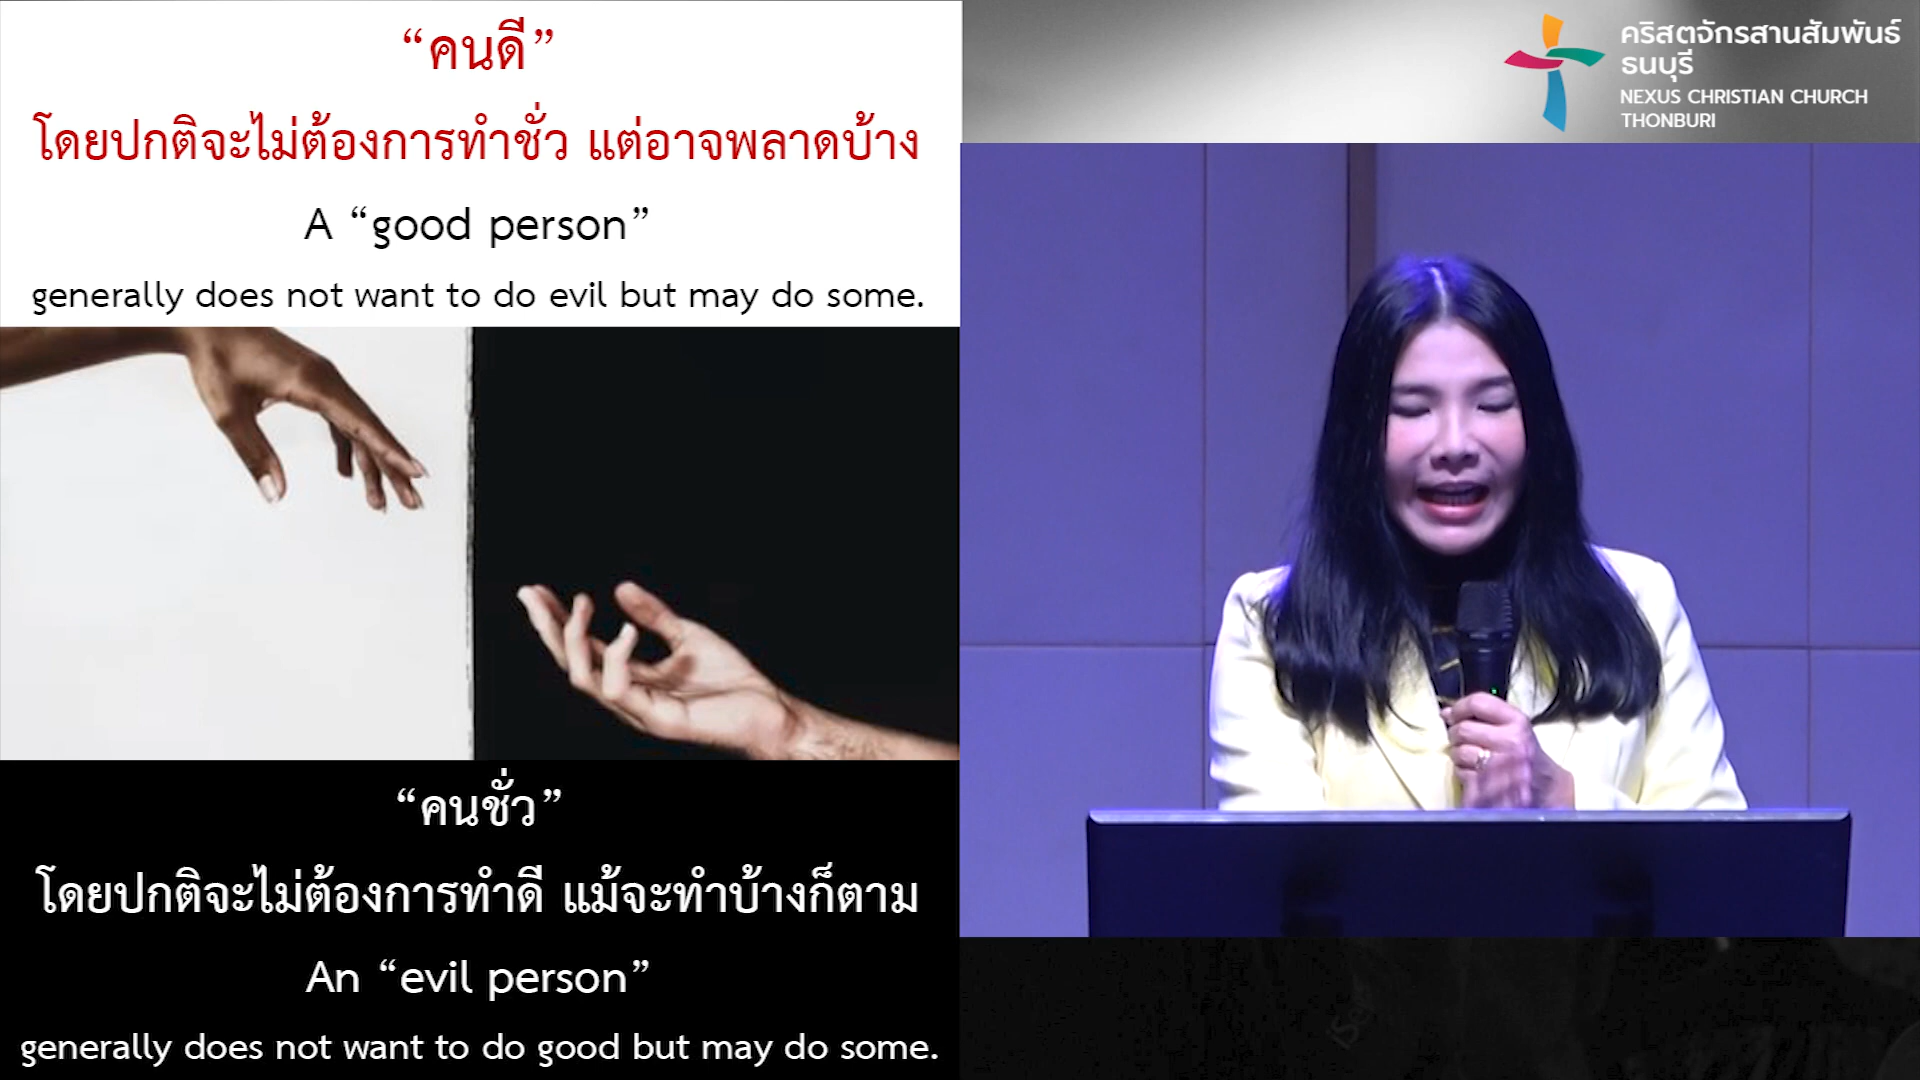 “คนดี”
โดยปกติจะไม่ต้องการทำชั่ว แต่อาจพลาดบ้าง
A “good person”
generally does not want to do evil but may do some.
“คนชั่ว”
โดยปกติจะไม่ต้องการทำดี แม้จะทำบ้างก็ตาม
An “evil person”
generally does not want to do good but may do some.
คริสตจักรสานสัมพันธ์
ธนบุรี
NEXUS CHRISTIAN CHURCH
THONBURI